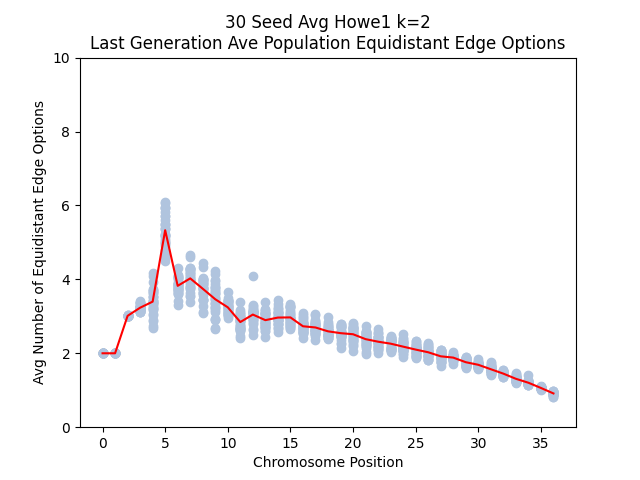 30 Seed Avg Howe1 k=2
Last Generation Ave Population Equidistant Edge Options
Avg Number of Equidistant Edge Options
10
8
6
4
2
0
0 5 10 15 20 25 30 35
Chromosome Position